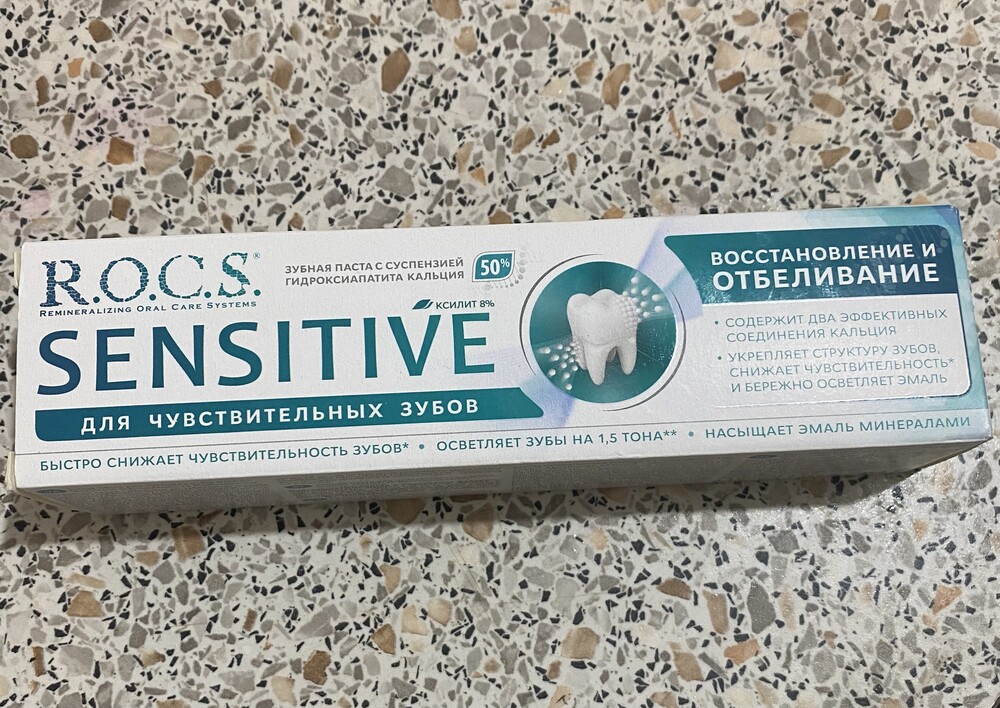 R.O.C.S.®
REMINERALIZING ORAL CARE SYSTEMS
ЗУБНАЯ ПАСТА С СУСПЕНЗИЕЙ
ГИДРОКСИАПАТИТА КАЛЬЦИЯ
50%
КСИЛИТ 8%
SENSITIVE
ДЛЯ ЧУВСТВИТЕЛЬНЫХ ЗУБОВ
ВОССТАНОВЛЕНИЕ И
ОТБЕЛИВАНИЕ
• СОДЕРЖИТ ДВА ЭФФЕКТИВНЫХ
СОЕДИНЕНИЯ КАЛЬЦИЯ
• УКРЕПЛЯЕТ СТРУКТУРУ ЗУБОВ,
СНИЖАЕТ ЧУВСТВИТЕЛЬНОСТЬ*
И БЕРЕЖНО ОСВЕТЛЯЕТ ЭМАЛЬ
БЫСТРО СНИЖАЕТ ЧУВСТВИТЕЛЬНОСТЬ ЗУБОВ* • ОСВЕТЛЯЕТ ЗУБЫ НА 1,5 ТОНА** • НАСЫЩАЕТ ЭМАЛЬ МИНЕРАЛАМИ